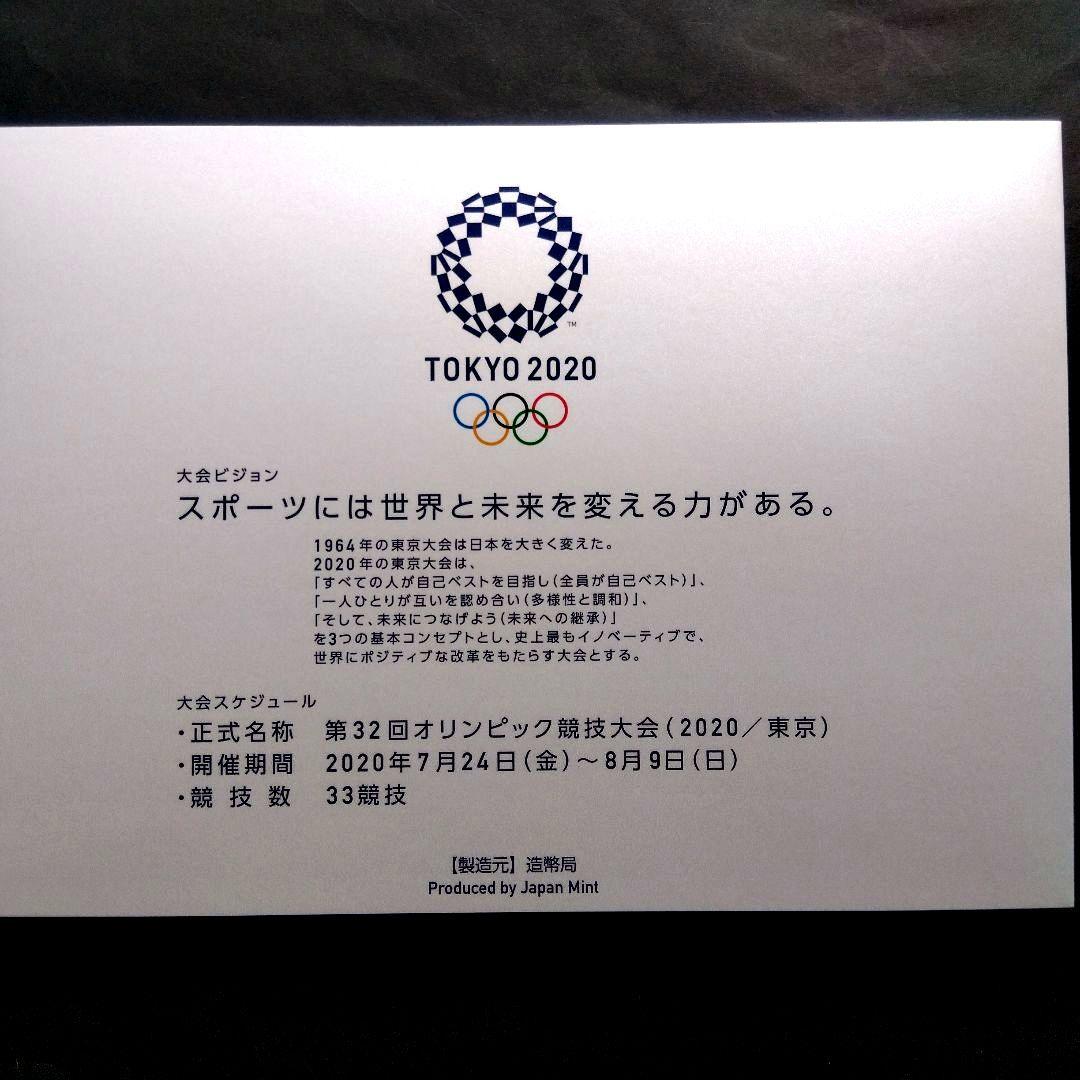 TM
TOKYO 2020
大会ビジョン
スポーツには世界と未来を変える力がある。
1964年の東京大会は日本を大きく変えた。
2020年の東京大会は、
「すべての人が自己ベストを目指し(全員が自己ベスト)」、
「一人ひとりが互いを認め合い(多様性と調和)」、
「そして、未来につなげよう(未来への継承)」
を3つの基本コンセプトとし、史上最もイノベーティブで、
世界にポジティブな改革をもたらす大会とする。
大会スケジュール
・正式名称 第32回オリンピック競技大会(2020/東京)
・開催期間 2020年7月24日(金)～8月9日(日)
・競技数 33競技
【製造元】造幣局
Produced by Japan Mint